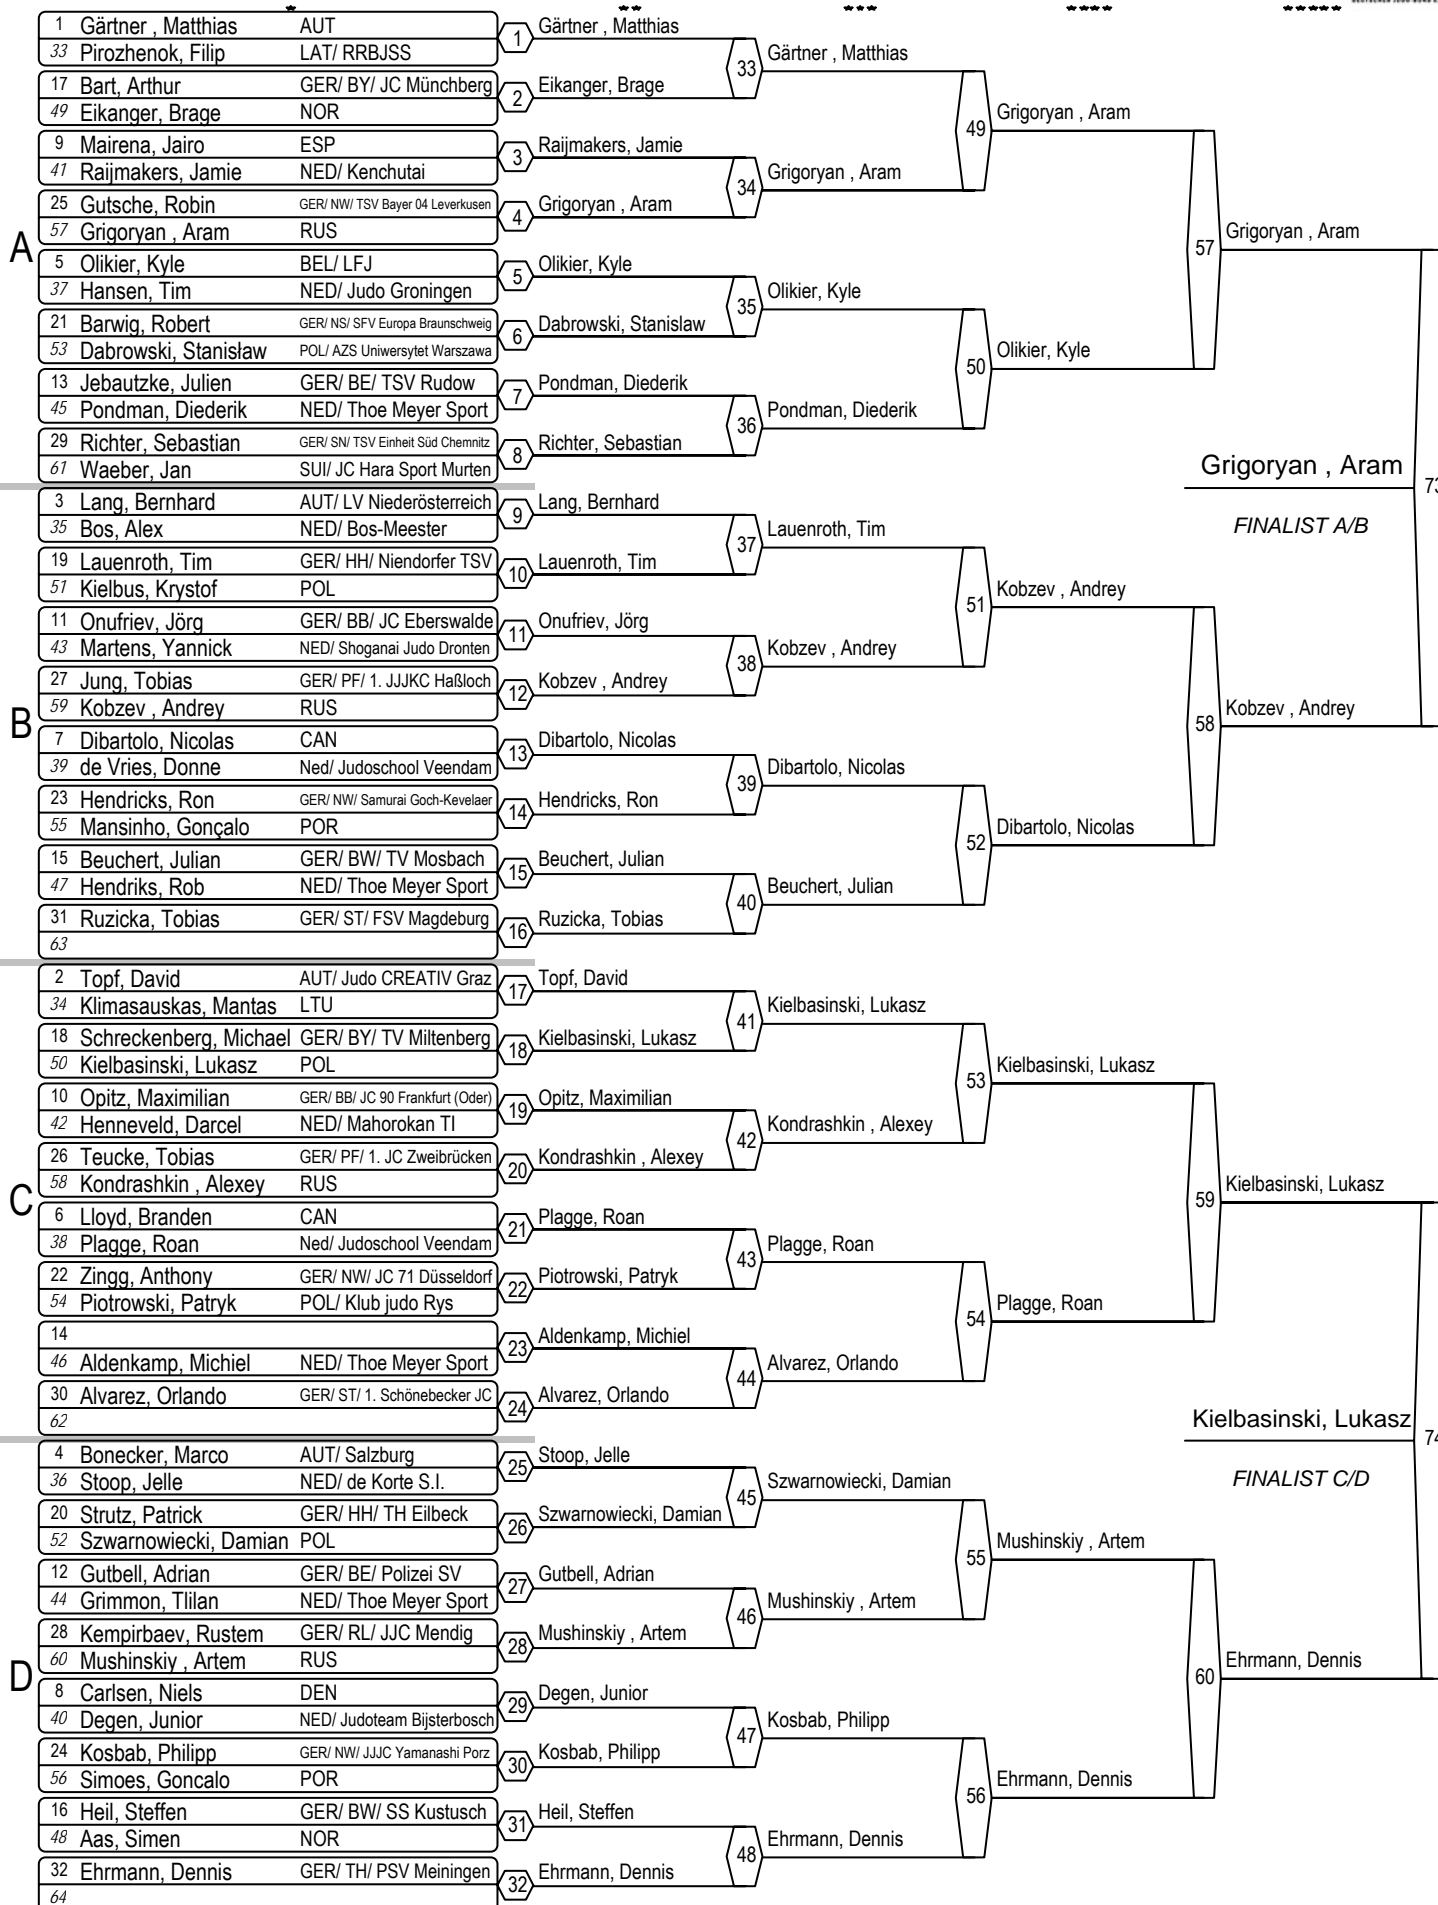 1 Gärtner , Matthias AUT
33 Pirozhenok, Filip LAT/ RRBJSS
1 Gärtner , Matthias
17 Bart, Arthur GER/ BY/ JC Münchberg
49 Eikanger, Brage NOR
2 Eikanger, Brage
33 Gärtner , Matthias
9 Mairena, Jairo ESP
41 Raijmakers, Jamie NED/ Kenchutai
3 Raijmakers, Jamie
25 Gutsche, Robin GER/ NW/ TSV Bayer 04 Leverkusen
57 Grigoryan , Aram RUS
4 Grigoryan , Aram
34 Grigoryan , Aram
49 Grigoryan , Aram
A
5 Olikier, Kyle BEL/ LFJ
37 Hansen, Tim NED/ Judo Groningen
5 Olikier, Kyle
21 Barwig, Robert GER/ NS/ SFV Europa Braunschweig
53 Dabrowski, Stanisław POL/ AZS Uniwersytet Warszawa
6 Dabrowski, Stanislaw
35 Olikier, Kyle
13 Jebautzke, Julien GER/ BE/ TSV Rudow
45 Pondman, Diederik NED/ Thoe Meyer Sport
7 Pondman, Diederik
29 Richter, Sebastian GER/ SN/ TSV Einheit Süd Chemnitz
61 Waeber, Jan SUI/ JC Hara Sport Murten
8 Richter, Sebastian
36 Pondman, Diederik
50 Olikier, Kyle
57 Grigoryan , Aram
3 Lang, Bernhard AUT/ LV Niederösterreich
35 Bos, Alex NED/ Bos-Meester
9 Lang, Bernhard
19 Lauenroth, Tim GER/ HH/ Niendorfer TSV
51 Kielbus, Krystof POL
10 Lauenroth, Tim
37 Lauenroth, Tim
11 Onufriev, Jörg GER/ BB/ JC Eberswalde
43 Martens, Yannick NED/ Shoganai Judo Dronten
11 Onufriev, Jörg
27 Jung, Tobias GER/ PF/ 1. JJJKC Haßloch
59 Kobzev , Andrey RUS
12 Kobzev , Andrey
38 Kobzev , Andrey
51 Kobzev , Andrey
B
7 Dibartolo, Nicolas CAN
39 de Vries, Donne Ned/ Judoschool Veendam
13 Dibartolo, Nicolas
23 Hendricks, Ron GER/ NW/ Samurai Goch-Kevelaer
55 Mansinho, Gonçalo POR
14 Hendricks, Ron
39 Dibartolo, Nicolas
15 Beuchert, Julian GER/ BW/ TV Mosbach
47 Hendriks, Rob NED/ Thoe Meyer Sport
15 Beuchert, Julian
31 Ruzicka, Tobias GER/ ST/ FSV Magdeburg
63
16 Ruzicka, Tobias
40 Beuchert, Julian
52 Dibartolo, Nicolas
58 Kobzev , Andrey
Grigoryan , Aram
73
FINALIST A/B
2 Topf, David AUT/ Judo CREATIV Graz
34 Klimasauskas, Mantas LTU
17 Topf, David
18 Schreckenberg, Michael GER/ BY/ TV Miltenberg
50 Kielbasinski, Lukasz POL
18 Kielbasinski, Lukasz
41 Kielbasinski, Lukasz
10 Opitz, Maximilian GER/ BB/ JC 90 Frankfurt (Oder)
42 Henneveld, Darcel NED/ Mahorokan TI
19 Opitz, Maximilian
26 Teucke, Tobias GER/ PF/ 1. JC Zweibrücken
58 Kondrashkin , Alexey RUS
20 Kondrashkin , Alexey
42 Kondrashkin , Alexey
53 Kielbasinski, Lukasz
C
6 Lloyd, Branden CAN
38 Plagge, Roan Ned/ Judoschool Veendam
21 Plagge, Roan
22 Zingg, Anthony GER/ NW/ JC 71 Düsseldorf
54 Piotrowski, Patryk POL/ Klub judo Rys
22 Piotrowski, Patryk
43 Plagge, Roan
14
46 Aldenkamp, Michiel NED/ Thoe Meyer Sport
23 Aldenkamp, Michiel
30 Alvarez, Orlando GER/ ST/ 1. Schönebecker JC
62
24 Alvarez, Orlando
44 Alvarez, Orlando
54 Plagge, Roan
59 Kielbasinski, Lukasz
4 Bonecker, Marco AUT/ Salzburg
36 Stoop, Jelle NED/ de Korte S.I.
25 Stoop, Jelle
20 Strutz, Patrick GER/ HH/ TH Eilbeck
52 Szwarnowiecki, Damian POL
26 Szwarnowiecki, Damian
45 Szwarnowiecki, Damian
12 Gutbell, Adrian GER/ BE/ Polizei SV
44 Grimmon, Tlilan NED/ Thoe Meyer Sport
27 Gutbell, Adrian
28 Kempirbaev, Rustem GER/ RL/ JJC Mendig
60 Mushinskiy , Artem RUS
28 Mushinskiy , Artem
46 Mushinskiy , Artem
55 Mushinskiy , Artem
D
8 Carlsen, Niels DEN
40 Degen, Junior NED/ Judoteam Bijsterbosch
29 Degen, Junior
24 Kosbab, Philipp GER/ NW/ JJJC Yamanashi Porz
56 Simoes, Goncalo POR
30 Kosbab, Philipp
47 Kosbab, Philipp
16 Heil, Steffen GER/ BW/ SS Kustusch
48 Aas, Simen NOR
31 Heil, Steffen
32 Ehrmann, Dennis GER/ TH/ PSV Meiningen
64
32 Ehrmann, Dennis
48 Ehrmann, Dennis
56 Ehrmann, Dennis
60 Ehrmann, Dennis
Kielbasinski, Lukasz
74
FINALIST C/D